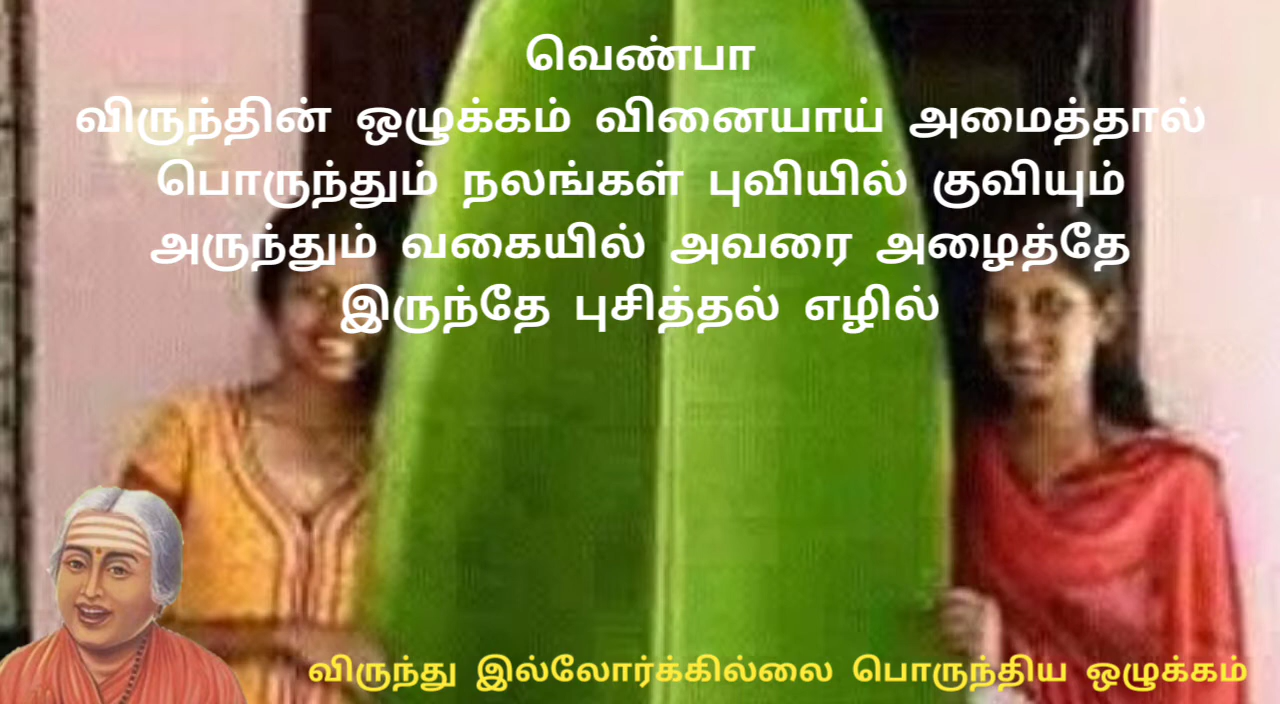 வெண்பா
விருந்தின் ஒழுக்கம் வினையாய் அமைத்தால்
பொருந்தும் நலங்கள் புவியில் குவியும்
அருந்தும் வகையில் அவரை அழைத்தே
இருந்தே புசித்தல் எழில்
விருந்து இல்லோர்க்கில்லை பொருந்திய ஒழுக்கம்